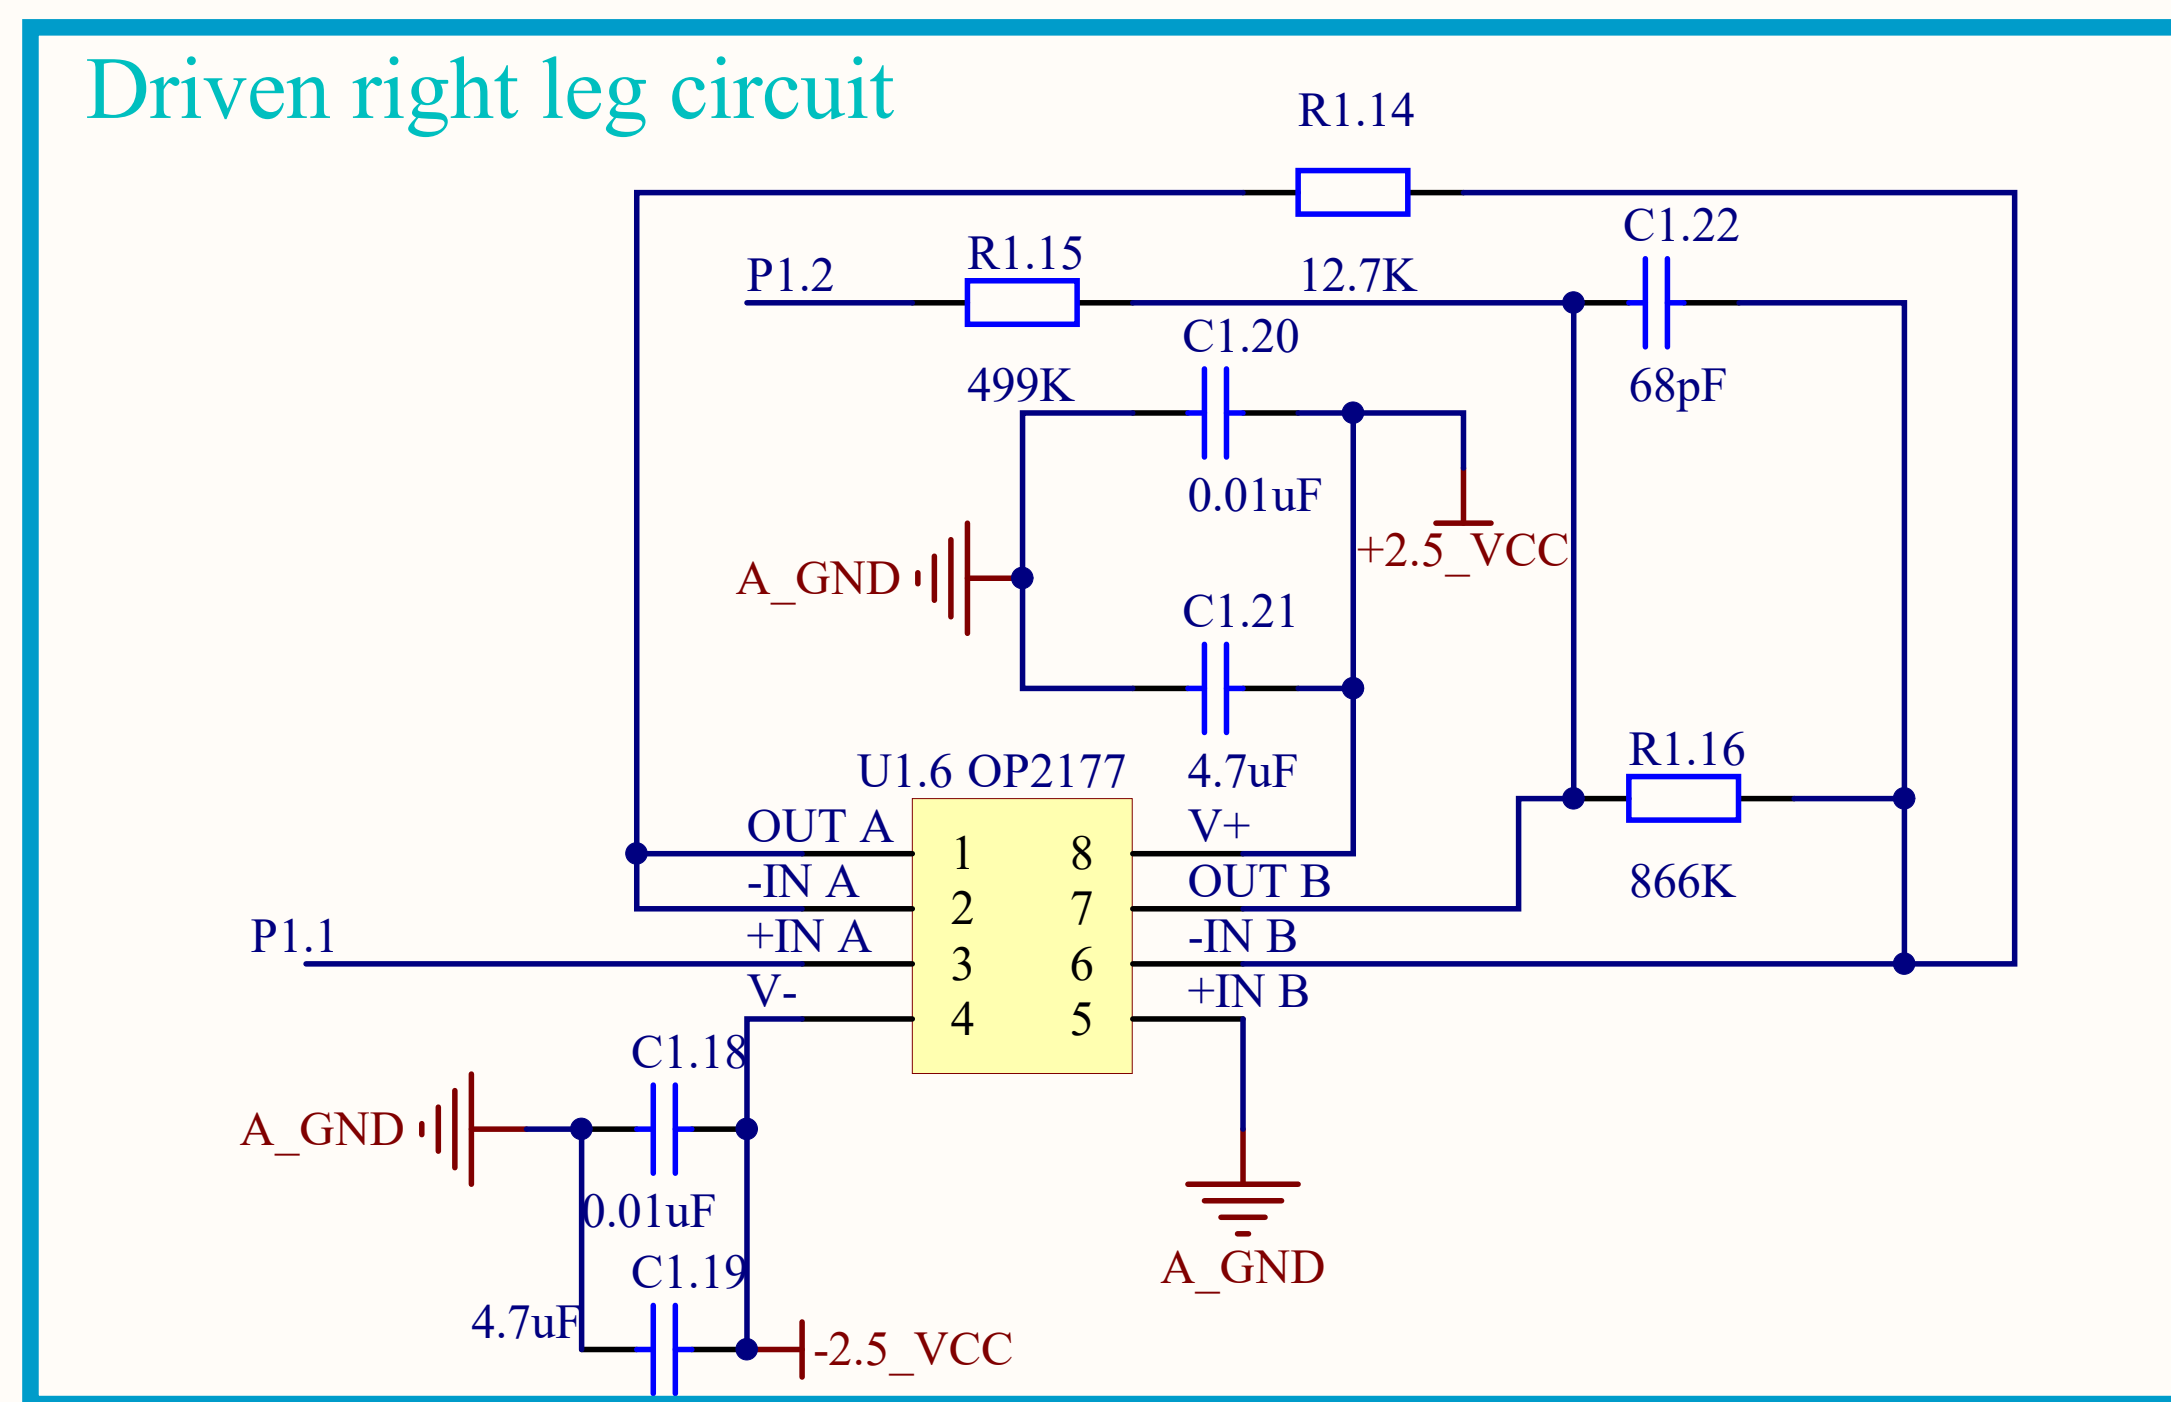 Driven right leg circuit
R1.14
12.7K
C1.22
68pF
P1.2
R1.15
499K
C1.20
0.01uF
+2.5_VCC
A_GND
C1.21
4.7uF
R1.16
866K
U1.6 OP2177
OUT A
1
8
V+
-IN A
2
7
OUT B
P1.1
+IN A
3
6
-IN B
V-
4
5
+IN B
C1.18
A_GND
0.01uF
C1.19
4.7uF
-2.5_VCC
A_GND